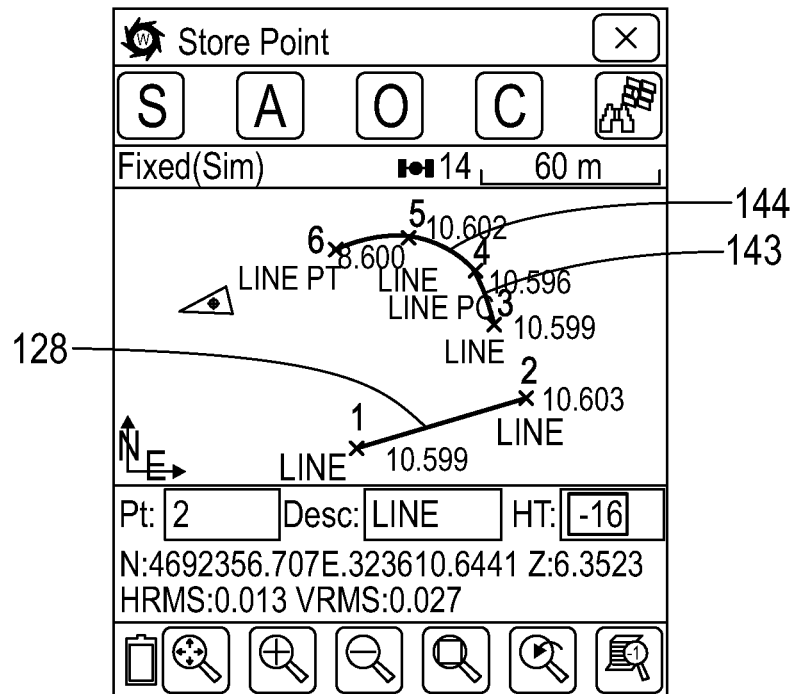 W Store Point ×
S A O C
Fixed(Sim) 14 60 m
5 10.602 144
6 8.600 4
LINE PT LINE 10.596 143
LINE PC 3
10.599
LINE
128
2
10.603
1 LINE
N
E LINE 10.599
Pt: 2 Desc: LINE HT: -16
N:4692356.707E.323610.6441 Z:6.3523
HRMS:0.013 VRMS:0.027
-1